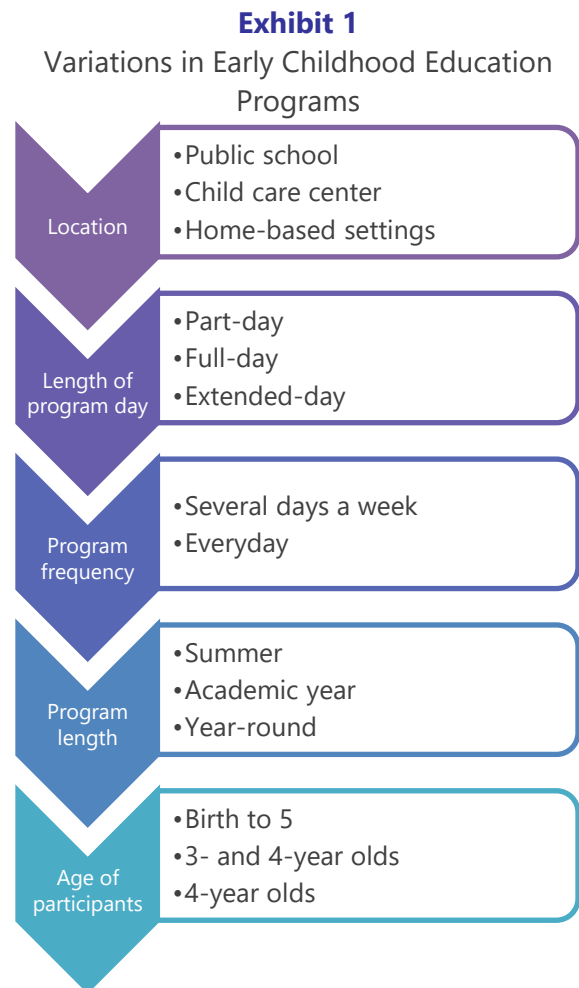 Exhibit 1
Variations in Early Childhood Education
Programs
Location
•Public school
•Child care center
•Home-based settings
Length of
program day
•Part-day
•Full-day
•Extended-day
Program
frequency
•Several days a week
•Everyday
Program
length
•Summer
•Academic year
•Year-round
Age of
participants
•Birth to 5
•3- and 4-year olds
•4-year olds